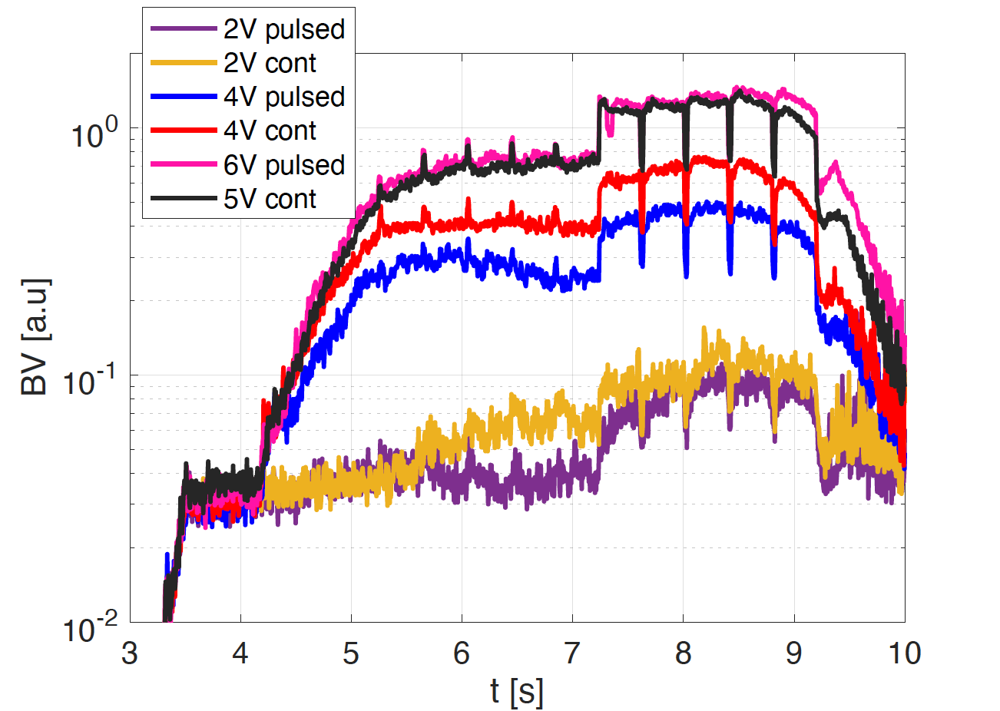 2V pulsed
2V cont
4V pulsed
4V cont
6V pulsed
5V cont
10^0
10^-1
10^-2
BV [a.u]
3 4 5 6 7 8 9 10
t [s]